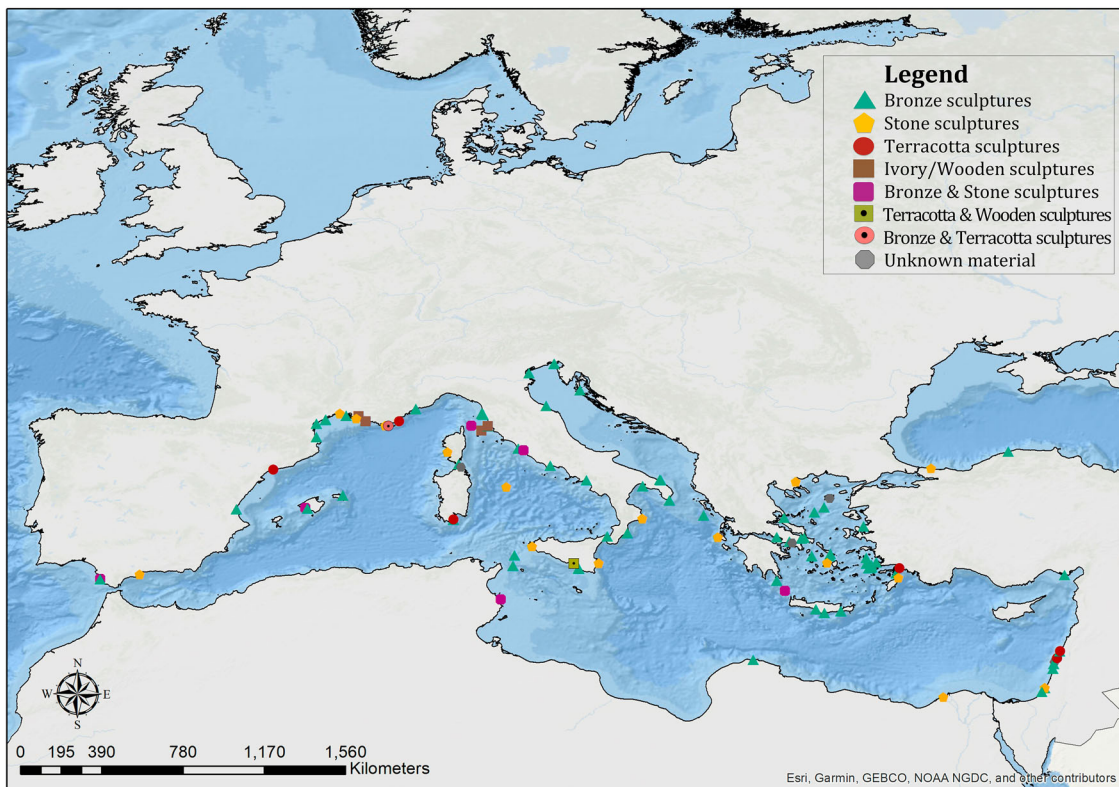 Legend
Bronze sculptures
Stone sculptures
Terracotta sculptures
Ivory/Wooden sculptures
Bronze & Stone sculptures
Terracotta & Wooden sculptures
Bronze & Terracotta sculptures
Unknown material
N
W E
S
0 195 390 780 1,170 1,560
Kilometers
Esri, Garmin, GEBCO, NOAA NGDC, and other contributors